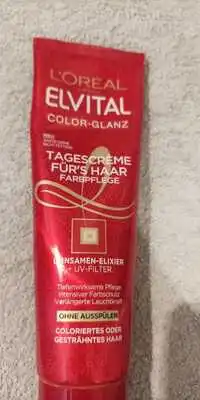 L'ORÉAL
ELVITAL
COLOR-GLANZ
NEU
TAGESCREME
FÜR'S HAAR
FARBPFLEGE
LEINSAMEN-ELIXIER
+ UV-FILTER
Tiefenwirksame Pflege
Intensiver Farbschutz
Verlängerte Leuchtkraft
OHNE AUSSPÜLEN
COLORIERTES ODER
GESTRÄHNTES HAAR